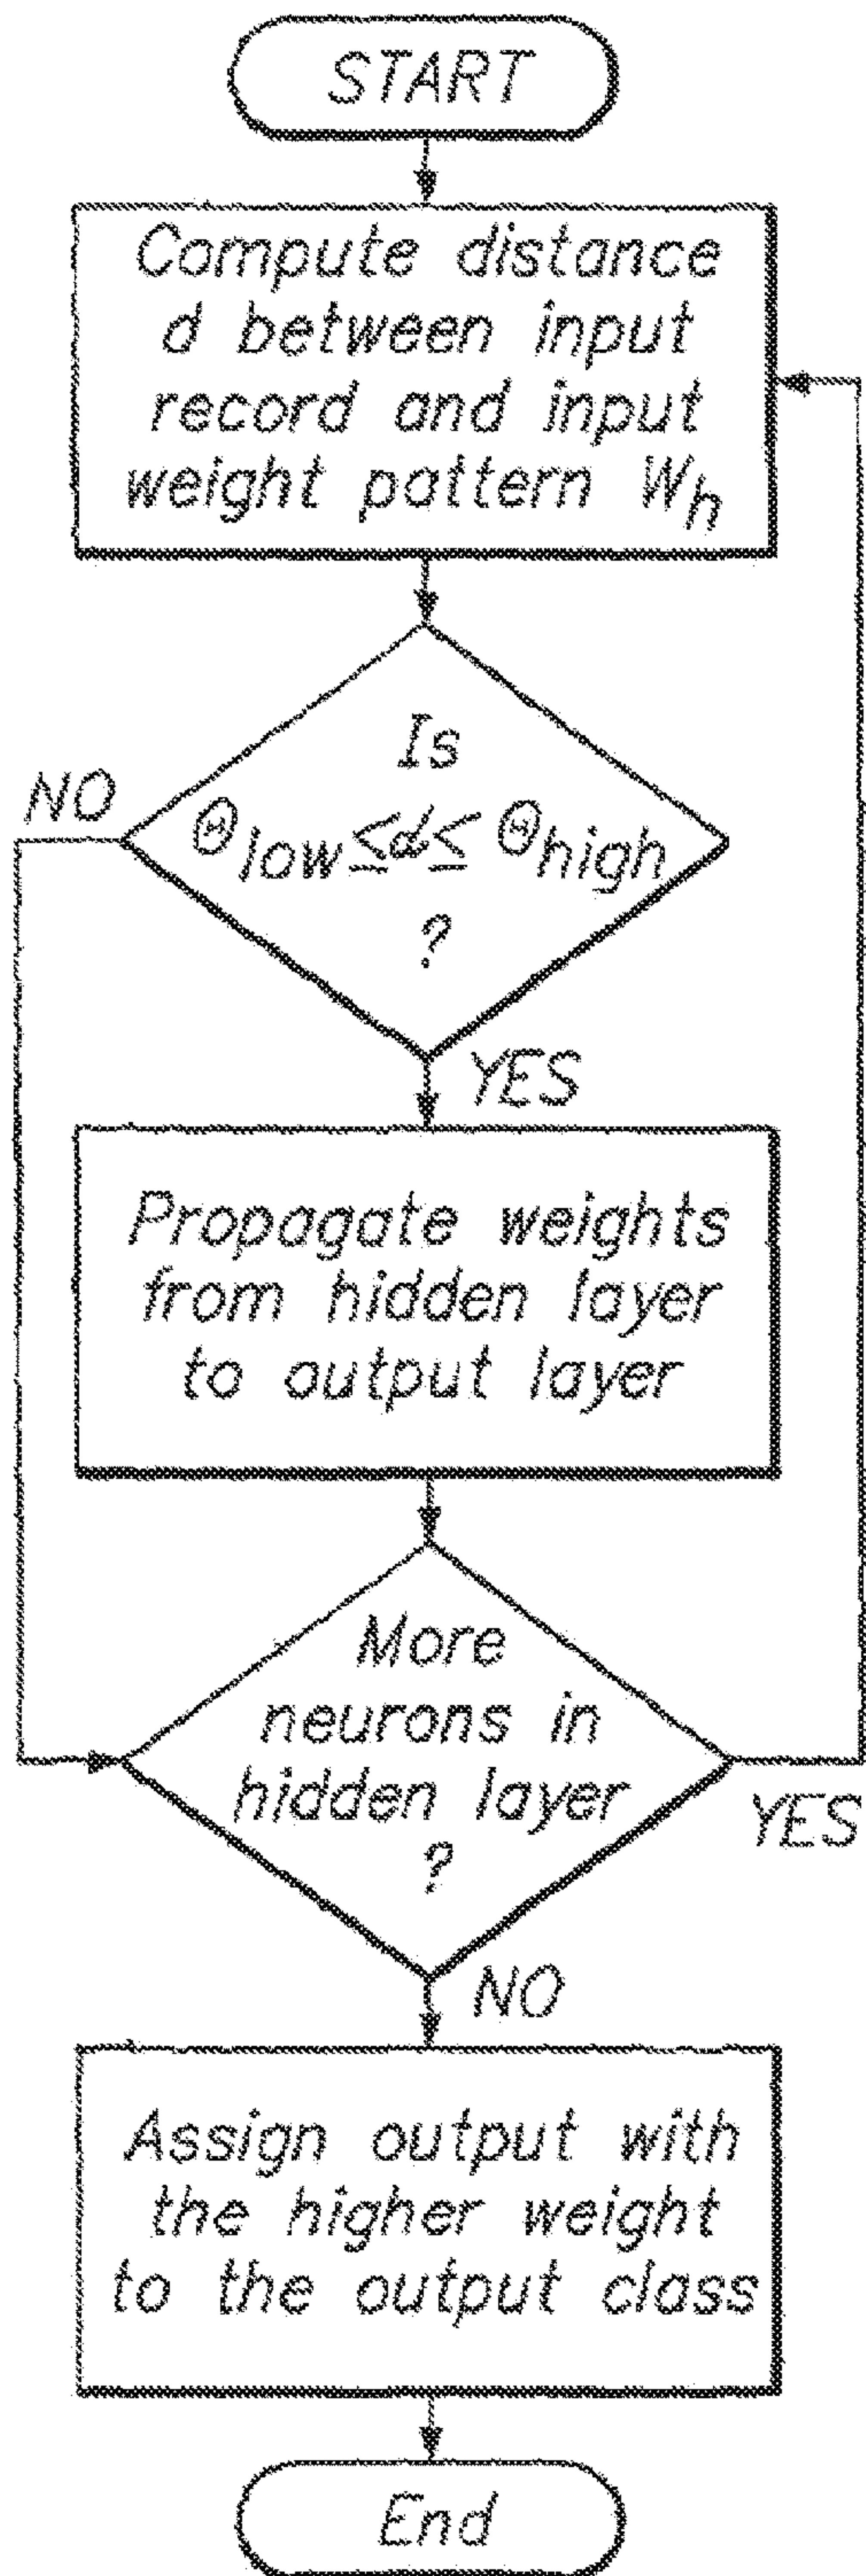 START
Compute distance
d between input
record and input
weight pattern Wh
Is
NO
Θlow ≤d≤ Θhigh
?
YES
Propagate weights
from hidden layer
to output layer
More
neurons in
hidden layer
?
YES
NO
Assign output with
the higher weight
to the output class
End